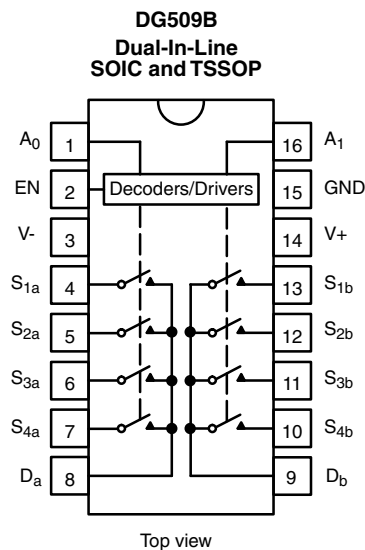 DG509B
Dual-In-Line
SOIC and TSSOP
A0 1 16 A1
EN 2 Decoders/Drivers 15 GND
V- 3 14 V+
S1a 4 13 S1b
S2a 5 12 S2b
S3a 6 11 S3b
S4a 7 10 S4b
Da 8 9 Db
Top view